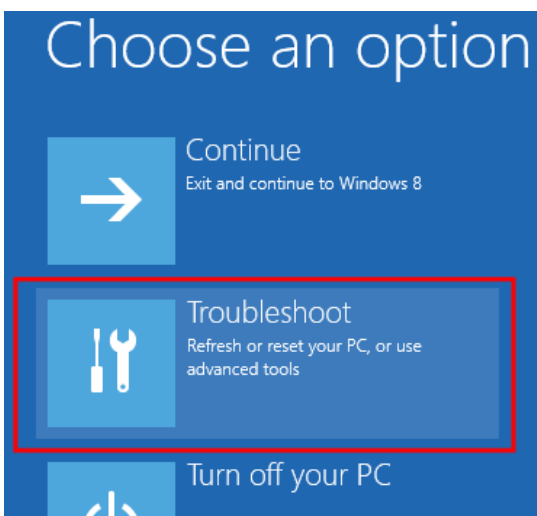 Choose an option
Continue
Exit and continue to Windows 8
Troubleshoot
Refresh or reset your PC, or use
advanced tools
Turn off your PC